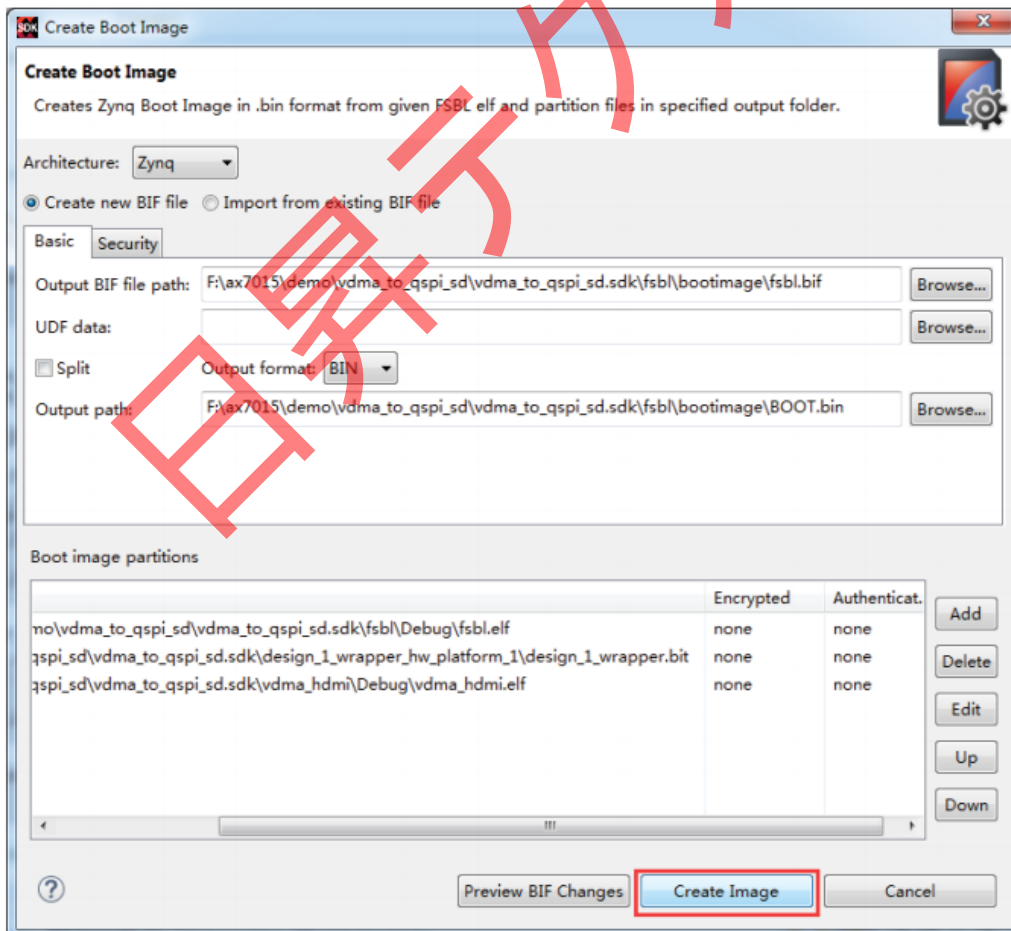 SDK Create Boot Image
Create Boot Image
Creates Zynq Boot Image in .bin format from given FSBL elf and partition files in specified output folder.
Architecture: Zynq
Create new BIF file Import from existing BIF file
Basic Security
Output BIF file path: F:\ax7015\demo\vdma_to_qspi_sd\vdma_to_qspi_sd.sdk\fsbl\bootimage\fsbl.bif Browse...
UDF data: Browse...
Split Output format: BIN
Output path: F:\ax7015\demo\vdma_to_qspi_sd\vdma_to_qspi_sd.sdk\fsbl\bootimage\BOOT.bin Browse...
Boot image partitions
Encrypted Authenticat.
mo\vdma_to_qspi_sd\vdma_to_qspi_sd.sdk\fsbl\Debug\fsbl.elf none none
qspi_sd\vdma_to_qspi_sd.sdk\design_1_wrapper_hw_platform_1\design_1_wrapper.bit none none
qspi_sd\vdma_to_qspi_sd.sdk\vdma_hdmi\Debug\vdma_hdmi.elf none none
Add
Delete
Edit
Up
Down
Preview BIF Changes Create Image Cancel
日昇テク